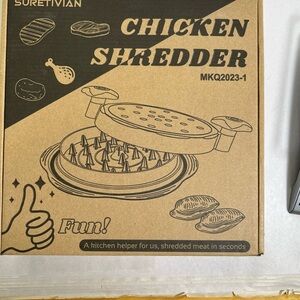 SURETIVIAN
CHICKEN
SHREDDER
MKQ2023-1
Fun!
A kitchen helper for us, shredded meat in seconds